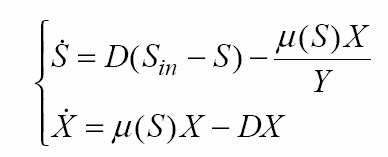 Ṡ = D(S_in − S) − μ(S)X / Y
Ẋ = μ(S)X − DX